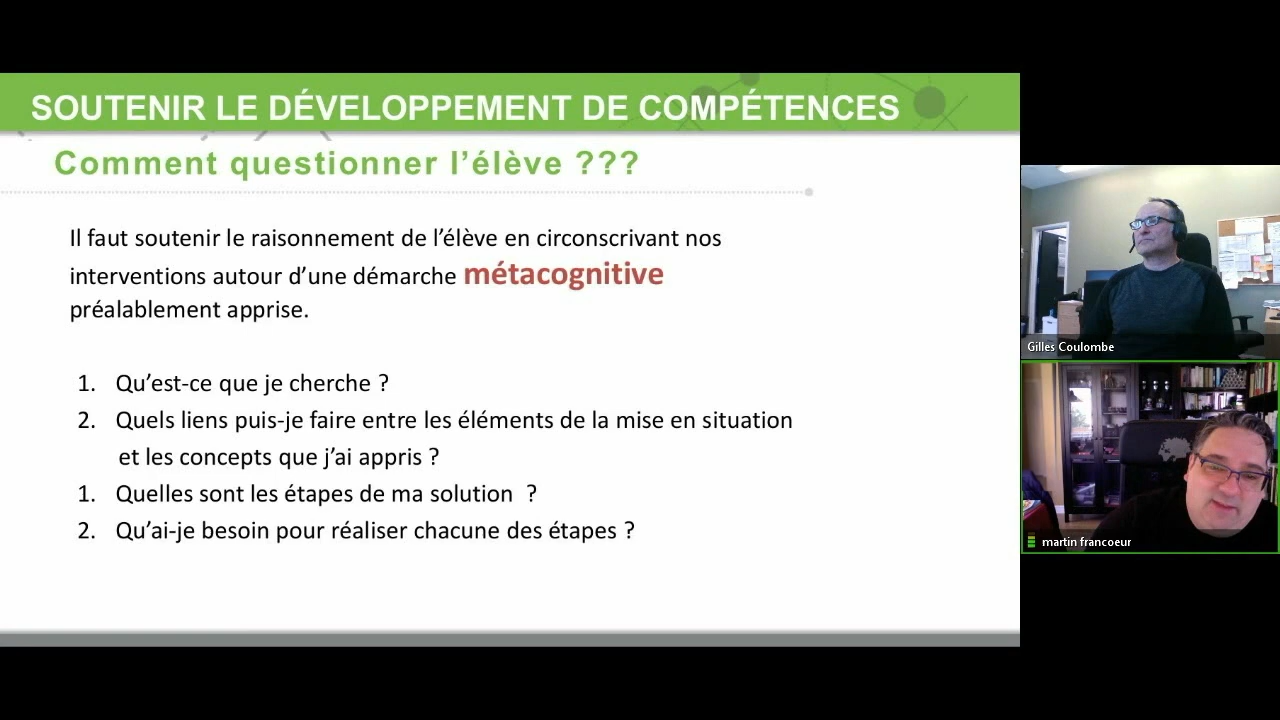 SOUTENIR LE DÉVELOPPEMENT DE COMPÉTENCES
Comment questionner l’élève ???
Il faut soutenir le raisonnement de l’élève en circonscrivant nos
interventions autour d’une démarche métacognitive
préalablement apprise.
1. Qu’est-ce que je cherche ?
2. Quels liens puis-je faire entre les éléments de la mise en situation
et les concepts que j’ai appris ?
1. Quelles sont les étapes de ma solution  ?
2. Qu’ai-je besoin pour réaliser chacune des étapes ?
Gilles Coulombe
martin francoeur